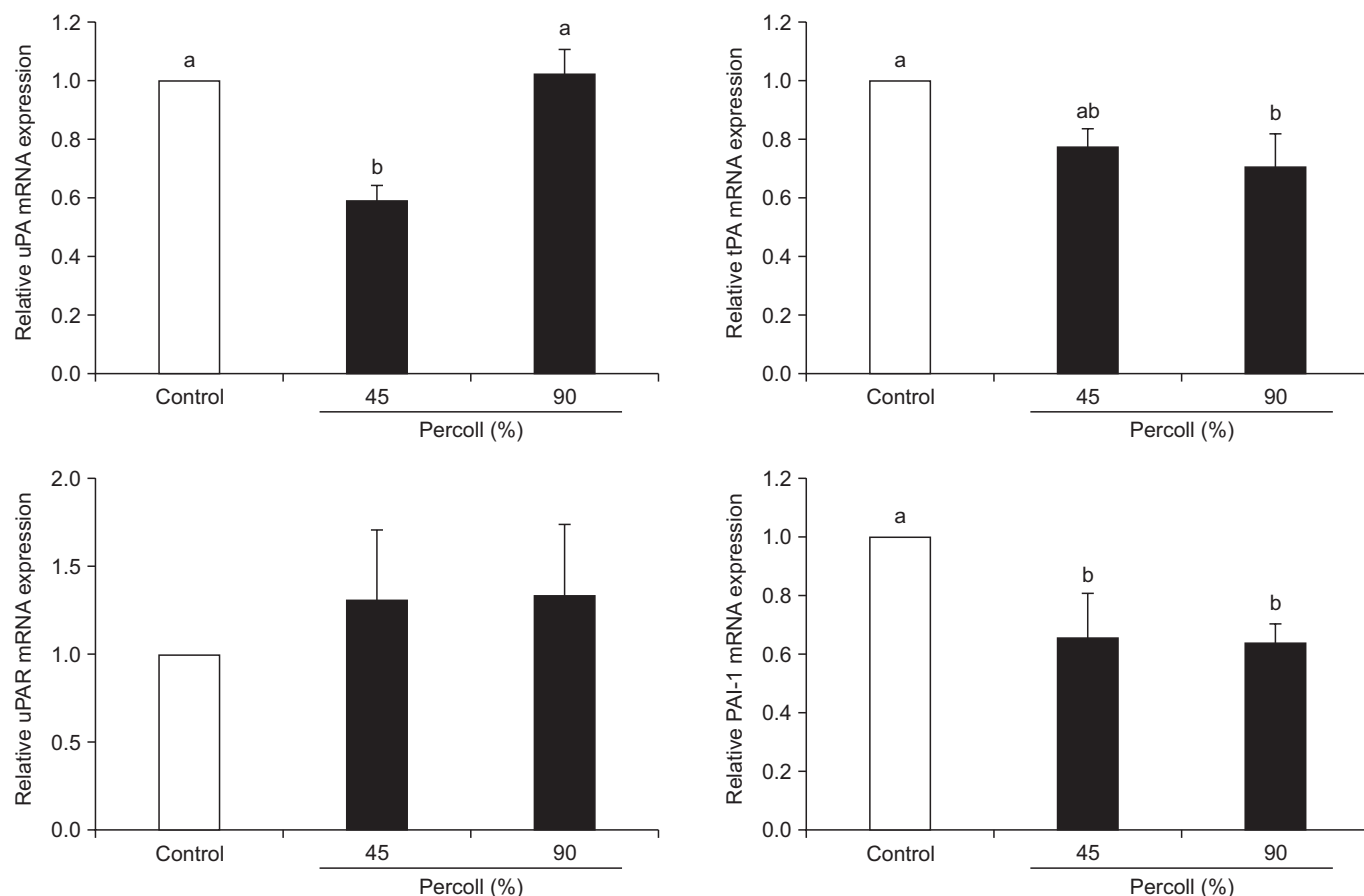 Relative uPA mRNA expression
1.2
1.0
0.8
0.6
0.4
0.2
0.0
a
b
a
Control
45
90
Percoll (%)
Relative tPA mRNA expression
1.2
1.0
0.8
0.6
0.4
0.2
0.0
a
ab
b
Control
45
90
Percoll (%)
Relative uPAR mRNA expression
2.0
1.5
1.0
0.5
0.0
Control
45
90
Percoll (%)
Relative PAI-1 mRNA expression
1.2
1.0
0.8
0.6
0.4
0.2
0.0
a
b
b
Control
45
90
Percoll (%)